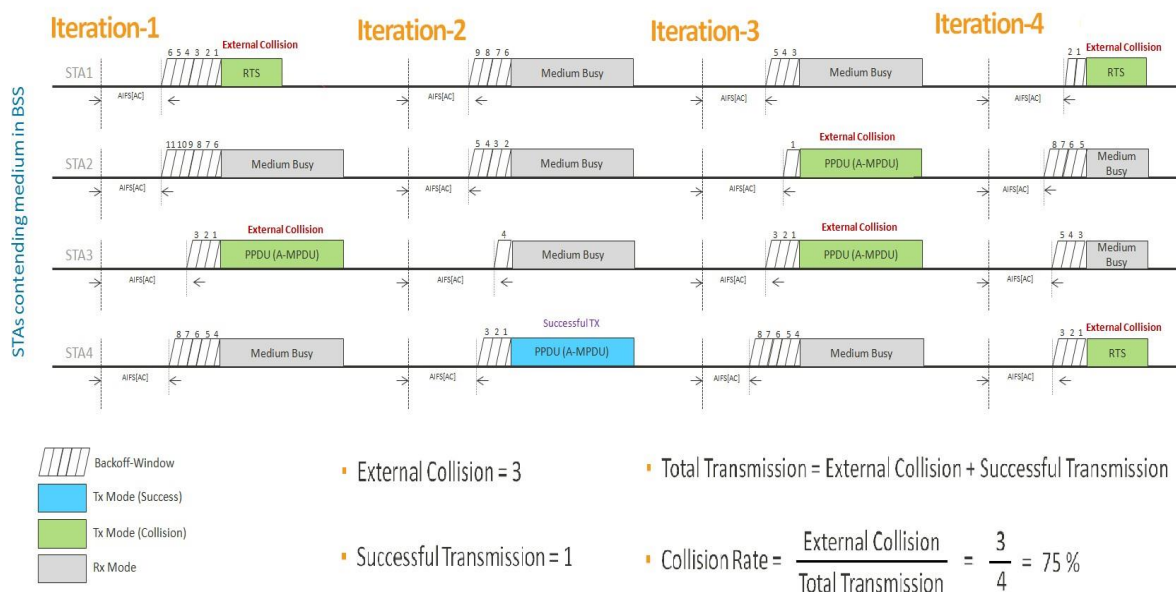 Iteration-1 Iteration-2 Iteration-3 Iteration-4
External Collision External Collision
6 5 4 3 2 1 9 8 7 6 5 4 3 2 1
STA1 RTS Medium Busy Medium Busy RTS
AIFS[AC] AIFS[AC] AIFS[AC] AIFS[AC]
External Collision
11 10 9 8 7 6 5 4 3 2 1 8 7 6 5
STA2 Medium Busy Medium Busy PPDU (A-MPDU) Medium Busy
AIFS[AC] AIFS[AC] AIFS[AC] AIFS[AC]
External Collision External Collision
3 2 1 4 3 2 1 5 4 3
STA3 PPDU (A-MPDU) Medium Busy PPDU (A-MPDU) Medium Busy
AIFS[AC] AIFS[AC] AIFS[AC] AIFS[AC]
Successful TX External Collision
8 7 6 5 4 3 2 1 8 7 6 5 4 3 2 1
STA4 Medium Busy PPDU (A-MPDU) Medium Busy RTS
AIFS[AC] AIFS[AC] AIFS[AC] AIFS[AC]
STAs contending medium in BSS
Backoff-Window
Tx Mode (Success)
Tx Mode (Collision)
Rx Mode
▪ External Collision = 3
▪ Successful Transmission = 1
▪ Total Transmission = External Collision + Successful Transmission
▪ Collision Rate = External Collision / Total Transmission = 3 / 4 = 75 %